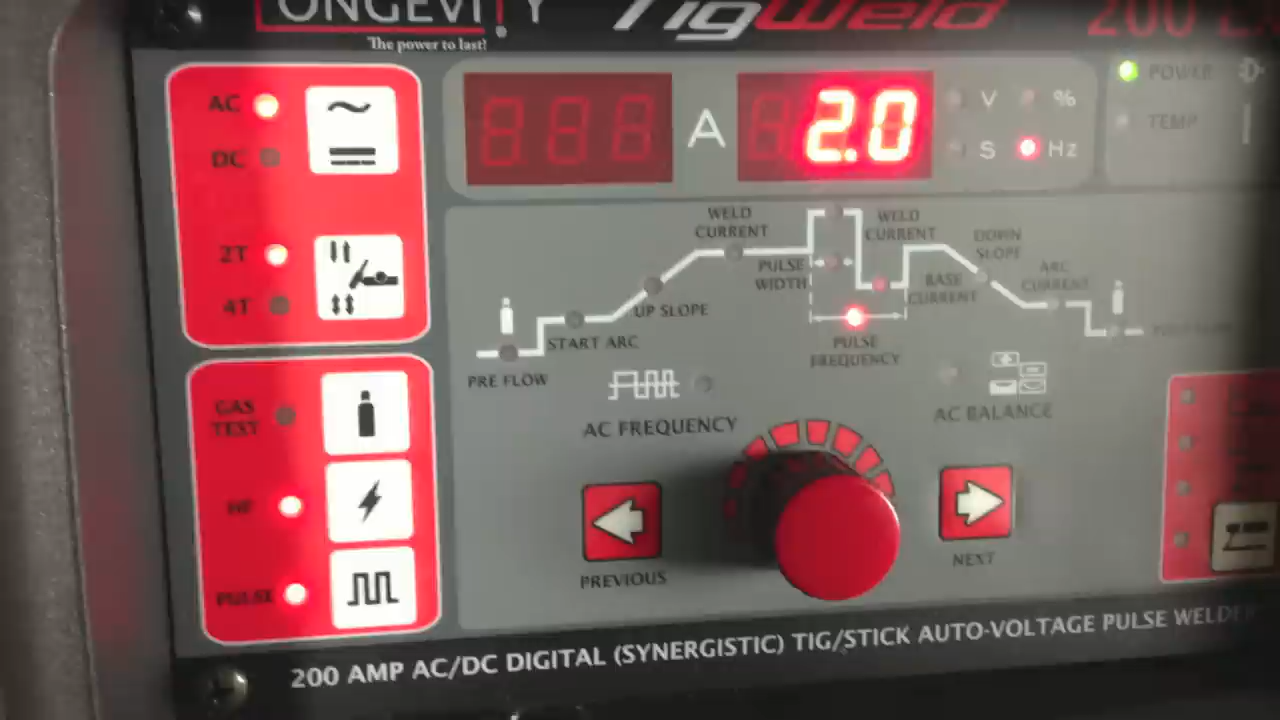 LONGEVITY
TigWeld
200
The power to last!
AC
DC
2T
4T
GAS
TEST
HF
PULSE
A
2.0
V
%
S
Hz
POWER
TEMP
WELD
CURRENT
WELD
CURRENT
PULSE
WIDTH
DOWN
SLOPE
ARC
CURRENT
BASE
CURRENT
UP SLOPE
START ARC
PRE FLOW
PULSE
FREQUENCY
AC FREQUENCY
AC BALANCE
PREVIOUS
NEXT
200 AMP AC/DC DIGITAL (SYNERGISTIC) TIG/STICK AUTO-VOLTAGE PULSE WELDER